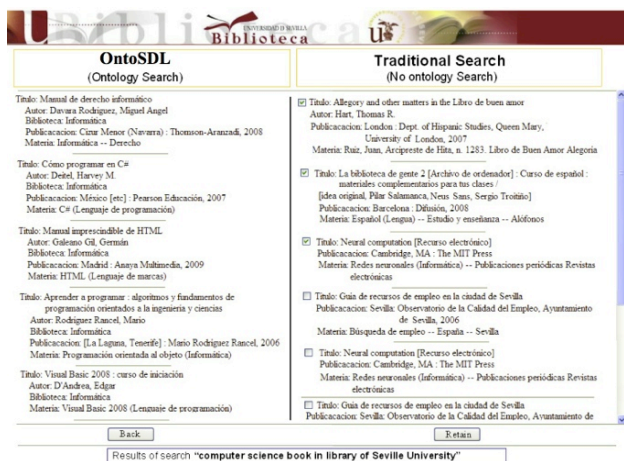 UNIVERSIDAD D SEVILLA
Biblioteca
OntoSDL
(Ontology Search)
Titulo: Manual de derecho informático
Autor: Davara Rodriguez, Miguel Angel
Biblioteca: Informática
Publicacacion: Cizur Menor (Navarra) : Thomson-Aranzadi, 2008
Materia: Informática -- Derecho
Titulo: Cómo programar en C#
Autor: Deitel, Harvey M.
Biblioteca: Informática
Publicacacion: México [etc] : Pearson Educación, 2007
Materia: C# (Lenguaje de programación)
Titulo: Manual imprescindible de HTML
Autor: Galeano Gil, Germán
Biblioteca: Informática
Publicacacion: Madrid : Anaya Multimedia, 2009
Materia: HTML (Lenguaje de marcas)
Titulo: Aprender a programar : algoritmos y fundamentos de
programación orientados a la ingeniería y ciencias
Autor: Rodriguez Rancel, Mario
Biblioteca: Informática
Publicacacion: [La Laguna, Tenerife] : Mario Rodriguez Rancel, 2006
Materia: Programación orientada al objeto (Informática)
Titulo: Visual Basic 2008 : curso de iniciación
Autor: D'Andrea, Edgar
Biblioteca: Informática
Materia: Visual Basic 2008 (Lenguaje de programación)
Back
Traditional Search
(No ontology Search)
Titulo: Allegory and other matters in the Libro de buen amor
Autor: Hart, Thomas R.
Publicacacion: London : Dept. of Hispanic Studies, Queen Mary,
University of London, 2007
Materia: Ruiz, Juan, Arcipreste de Hita, n. 1283. Libro de Buen Amor Alegoria
Titulo: La biblioteca de gente 2 [Archivo de ordenador] : Curso de español :
materiales complementarios para tus clases /
[idea original, Pilar Salamanca, Neus Sans, Sergio Troitiño]
Publicacacion: Barcelona : Difusión, 2008
Materia: Español (Lengua) -- Estudio y enseñanza -- Alófonos
Titulo: Neural computation [Recurso electrónico]
Publicacacion: Cambridge, MA : The MIT Press
Materia: Redes neuronales (Informática) -- Publicaciones periódicas Revistas
electrónicas
Titulo: Guia de recursos de empleo en la ciudad de Sevilla
Publicacacion: Sevilla: Observatorio de la Calidad del Empleo, Ayuntamiento
de Sevilla, 2006
Materia: Búsqueda de empleo -- España -- Sevilla
Titulo: Neural computation [Recurso electrónico]
Publicacacion: Cambridge, MA : The MIT Press
Materia: Redes neuronales (Informática) -- Publicaciones periódicas Revistas
electrónicas
Titulo: Guia de recursos de empleo en la ciudad de Sevilla
Publicacacion: Sevilla: Observatorio de la Calidad del Empleo, Ayuntamiento de
Retain
Results of search "computer science book in library of Seville University"